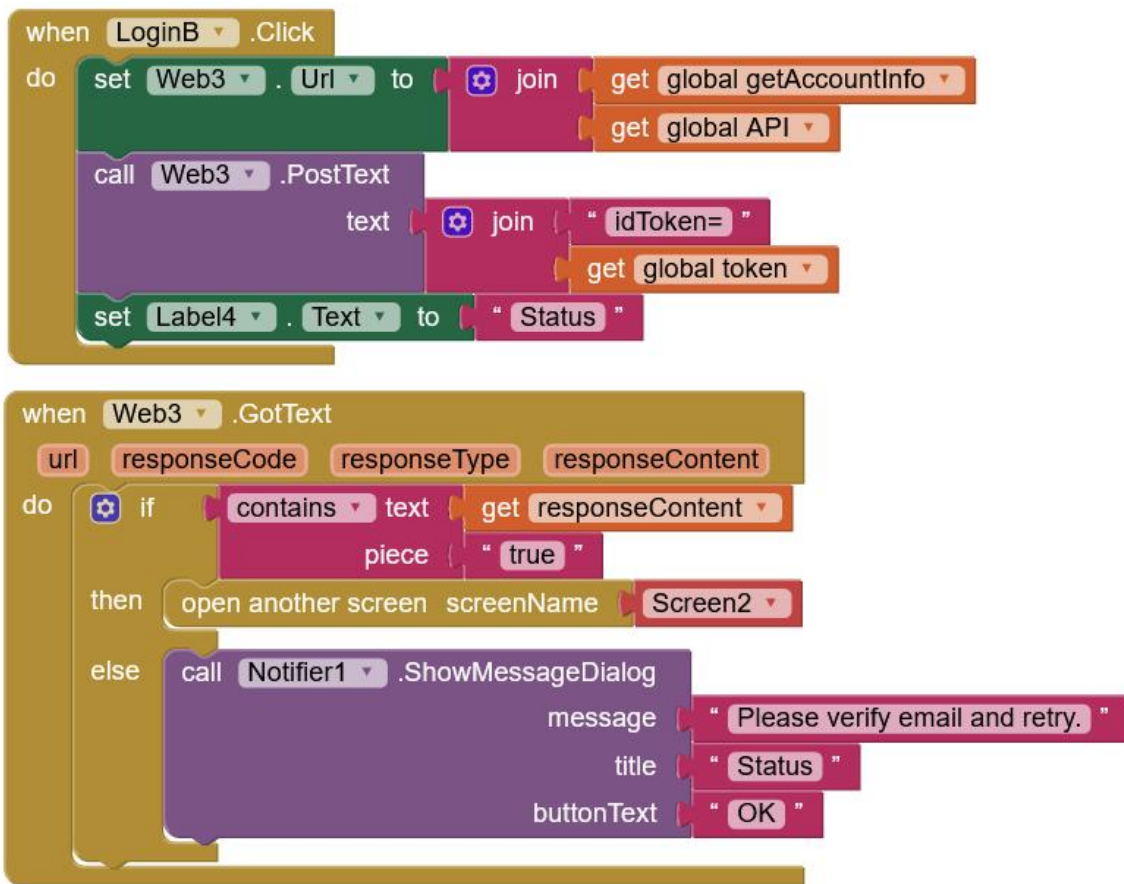 when LoginB .Click
do set Web3 . Url to join get global getAccountInfo
get global API
call Web3 .PostText
text join " idToken= "
get global token
set Label4 . Text to " Status "
when Web3 .GotText
url responseCode responseType responseContent
do if contains text get responseContent
piece " true "
then open another screen screenName Screen2
else call Notifier1 .ShowMessageDialog
message " Please verify email and retry. "
title " Status "
buttonText " OK "